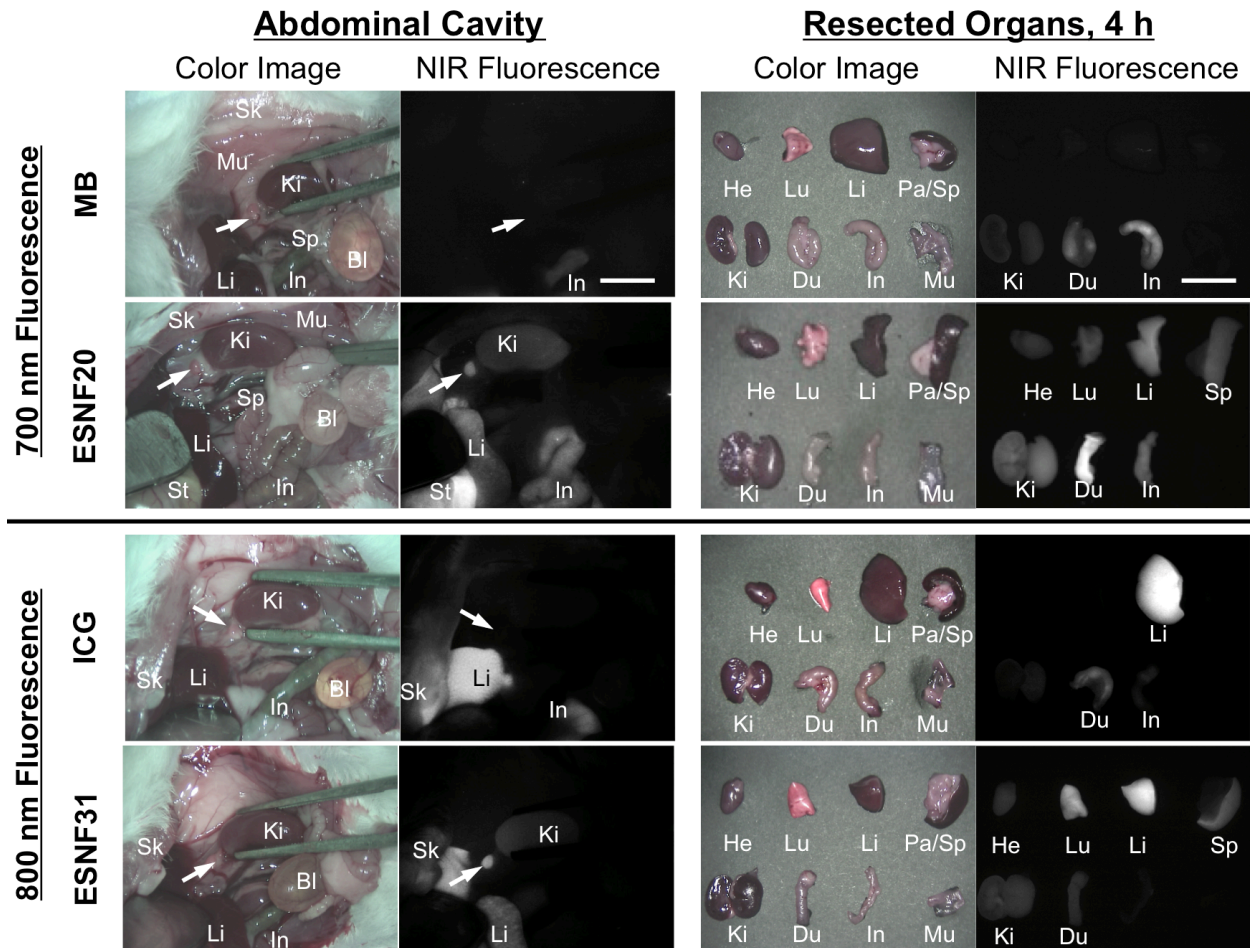 Abdominal Cavity
Resected Organs, 4 h
Color Image
NIR Fluorescence
Color Image
NIR Fluorescence
700 nm Fluorescence
MB
Sk
Mu
Ki
Sp
Bl
Li
In
In
He
Lu
Li
Pa/Sp
Ki
Du
In
Mu
Ki
Du
In
ESNF20
Sk
Mu
Ki
Sp
Bl
Li
St
In
Ki
Li
St
In
He
Lu
Li
Pa/Sp
Ki
Du
In
Mu
He
Lu
Li
Sp
Ki
Du
In
800 nm Fluorescence
ICG
Ki
Sk
Li
Bl
In
Sk
Li
In
He
Lu
Li
Pa/Sp
Ki
Du
In
Mu
Li
Du
In
ESNF31
Ki
Sk
Bl
Li
In
Ki
Sk
Li
He
Lu
Li
Pa/Sp
Ki
Du
In
Mu
He
Lu
Li
Sp
Ki
Du